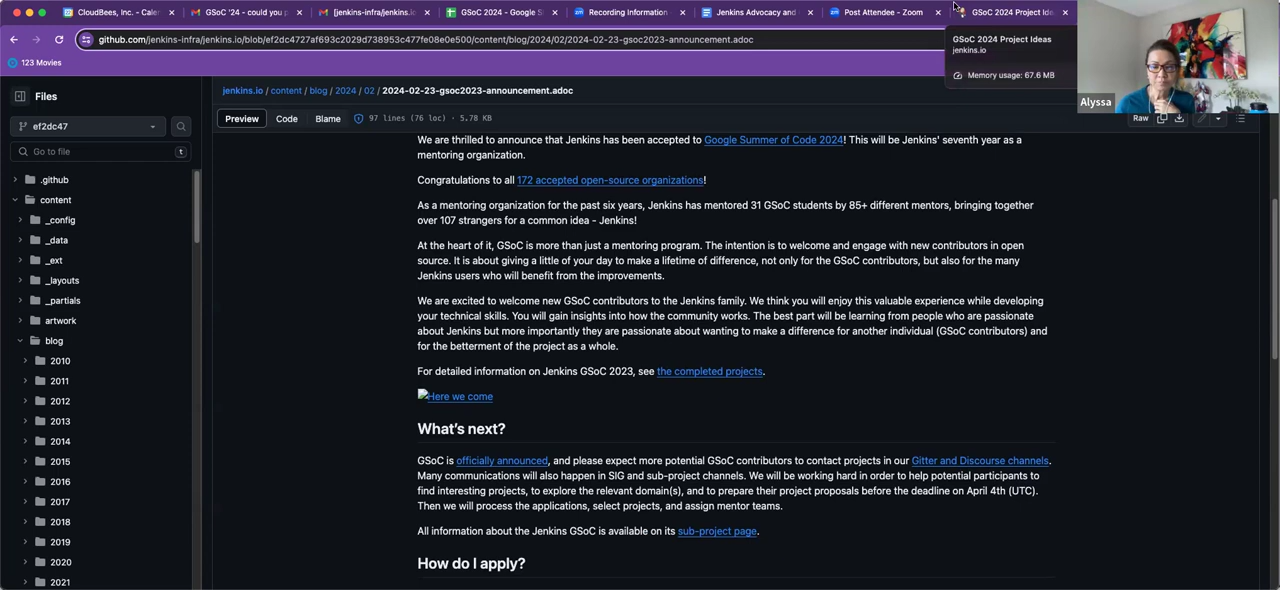 CloudBees, Inc. - Cale
GSoC '24 - could you p
[jenkins-infra/jenkins.io
GSoC 2024 - Google S
Recording Information
Jenkins Advocacy and
Post Attendee - Zoom
GSoC 2024 Project Ide
github.com/jenkins-infra/jenkins.io/blob/ef2dc4727af693c2029d738953c477fe08e0e500/content/blog/2024/02/2024-02-23-gsoc2023-announcement.adoc
GSoC 2024 Project Ideas
jenkins.io
Memory usage: 67.6 MB
123 Movies
Alyssa
Files
jenkins.io / content / blog / 2024 / 02 / 2024-02-23-gsoc2023-announcement.adoc
ef2dc47
Preview Code Blame 97 lines (76 loc) · 5.78 KB
Raw
Go to file t
.github
content
_config
_data
_ext
_layouts
_partials
artwork
blog
2010
2011
2012
2013
2014
2015
2016
2017
2018
2019
2020
2021
We are thrilled to announce that Jenkins has been accepted to Google Summer of Code 2024! This will be Jenkins' seventh year as a
mentoring organization.
Congratulations to all 172 accepted open-source organizations!
As a mentoring organization for the past six years, Jenkins has mentored 31 GSoC students by 85+ different mentors, bringing together
over 107 strangers for a common idea - Jenkins!
At the heart of it, GSoC is more than just a mentoring program. The intention is to welcome and engage with new contributors in open
source. It is about giving a little of your day to make a lifetime of difference, not only for the GSoC contributors, but also for the many
Jenkins users who will benefit from the improvements.
We are excited to welcome new GSoC contributors to the Jenkins family. We think you will enjoy this valuable experience while developing
your technical skills. You will gain insights into how the community works. The best part will be learning from people who are passionate
about Jenkins but more importantly they are passionate about wanting to make a difference for another individual (GSoC contributors) and
for the betterment of the project as a whole.
For detailed information on Jenkins GSoC 2023, see the completed projects.
Here we come
What's next?
GSoC is officially announced, and please expect more potential GSoC contributors to contact projects in our Gitter and Discourse channels.
Many communications will also happen in SIG and sub-project channels. We will be working hard in order to help potential participants to
find interesting projects, to explore the relevant domain(s), and to prepare their project proposals before the deadline on April 4th (UTC).
Then we will process the applications, select projects, and assign mentor teams.
All information about the Jenkins GSoC is available on its sub-project page.
How do I apply?